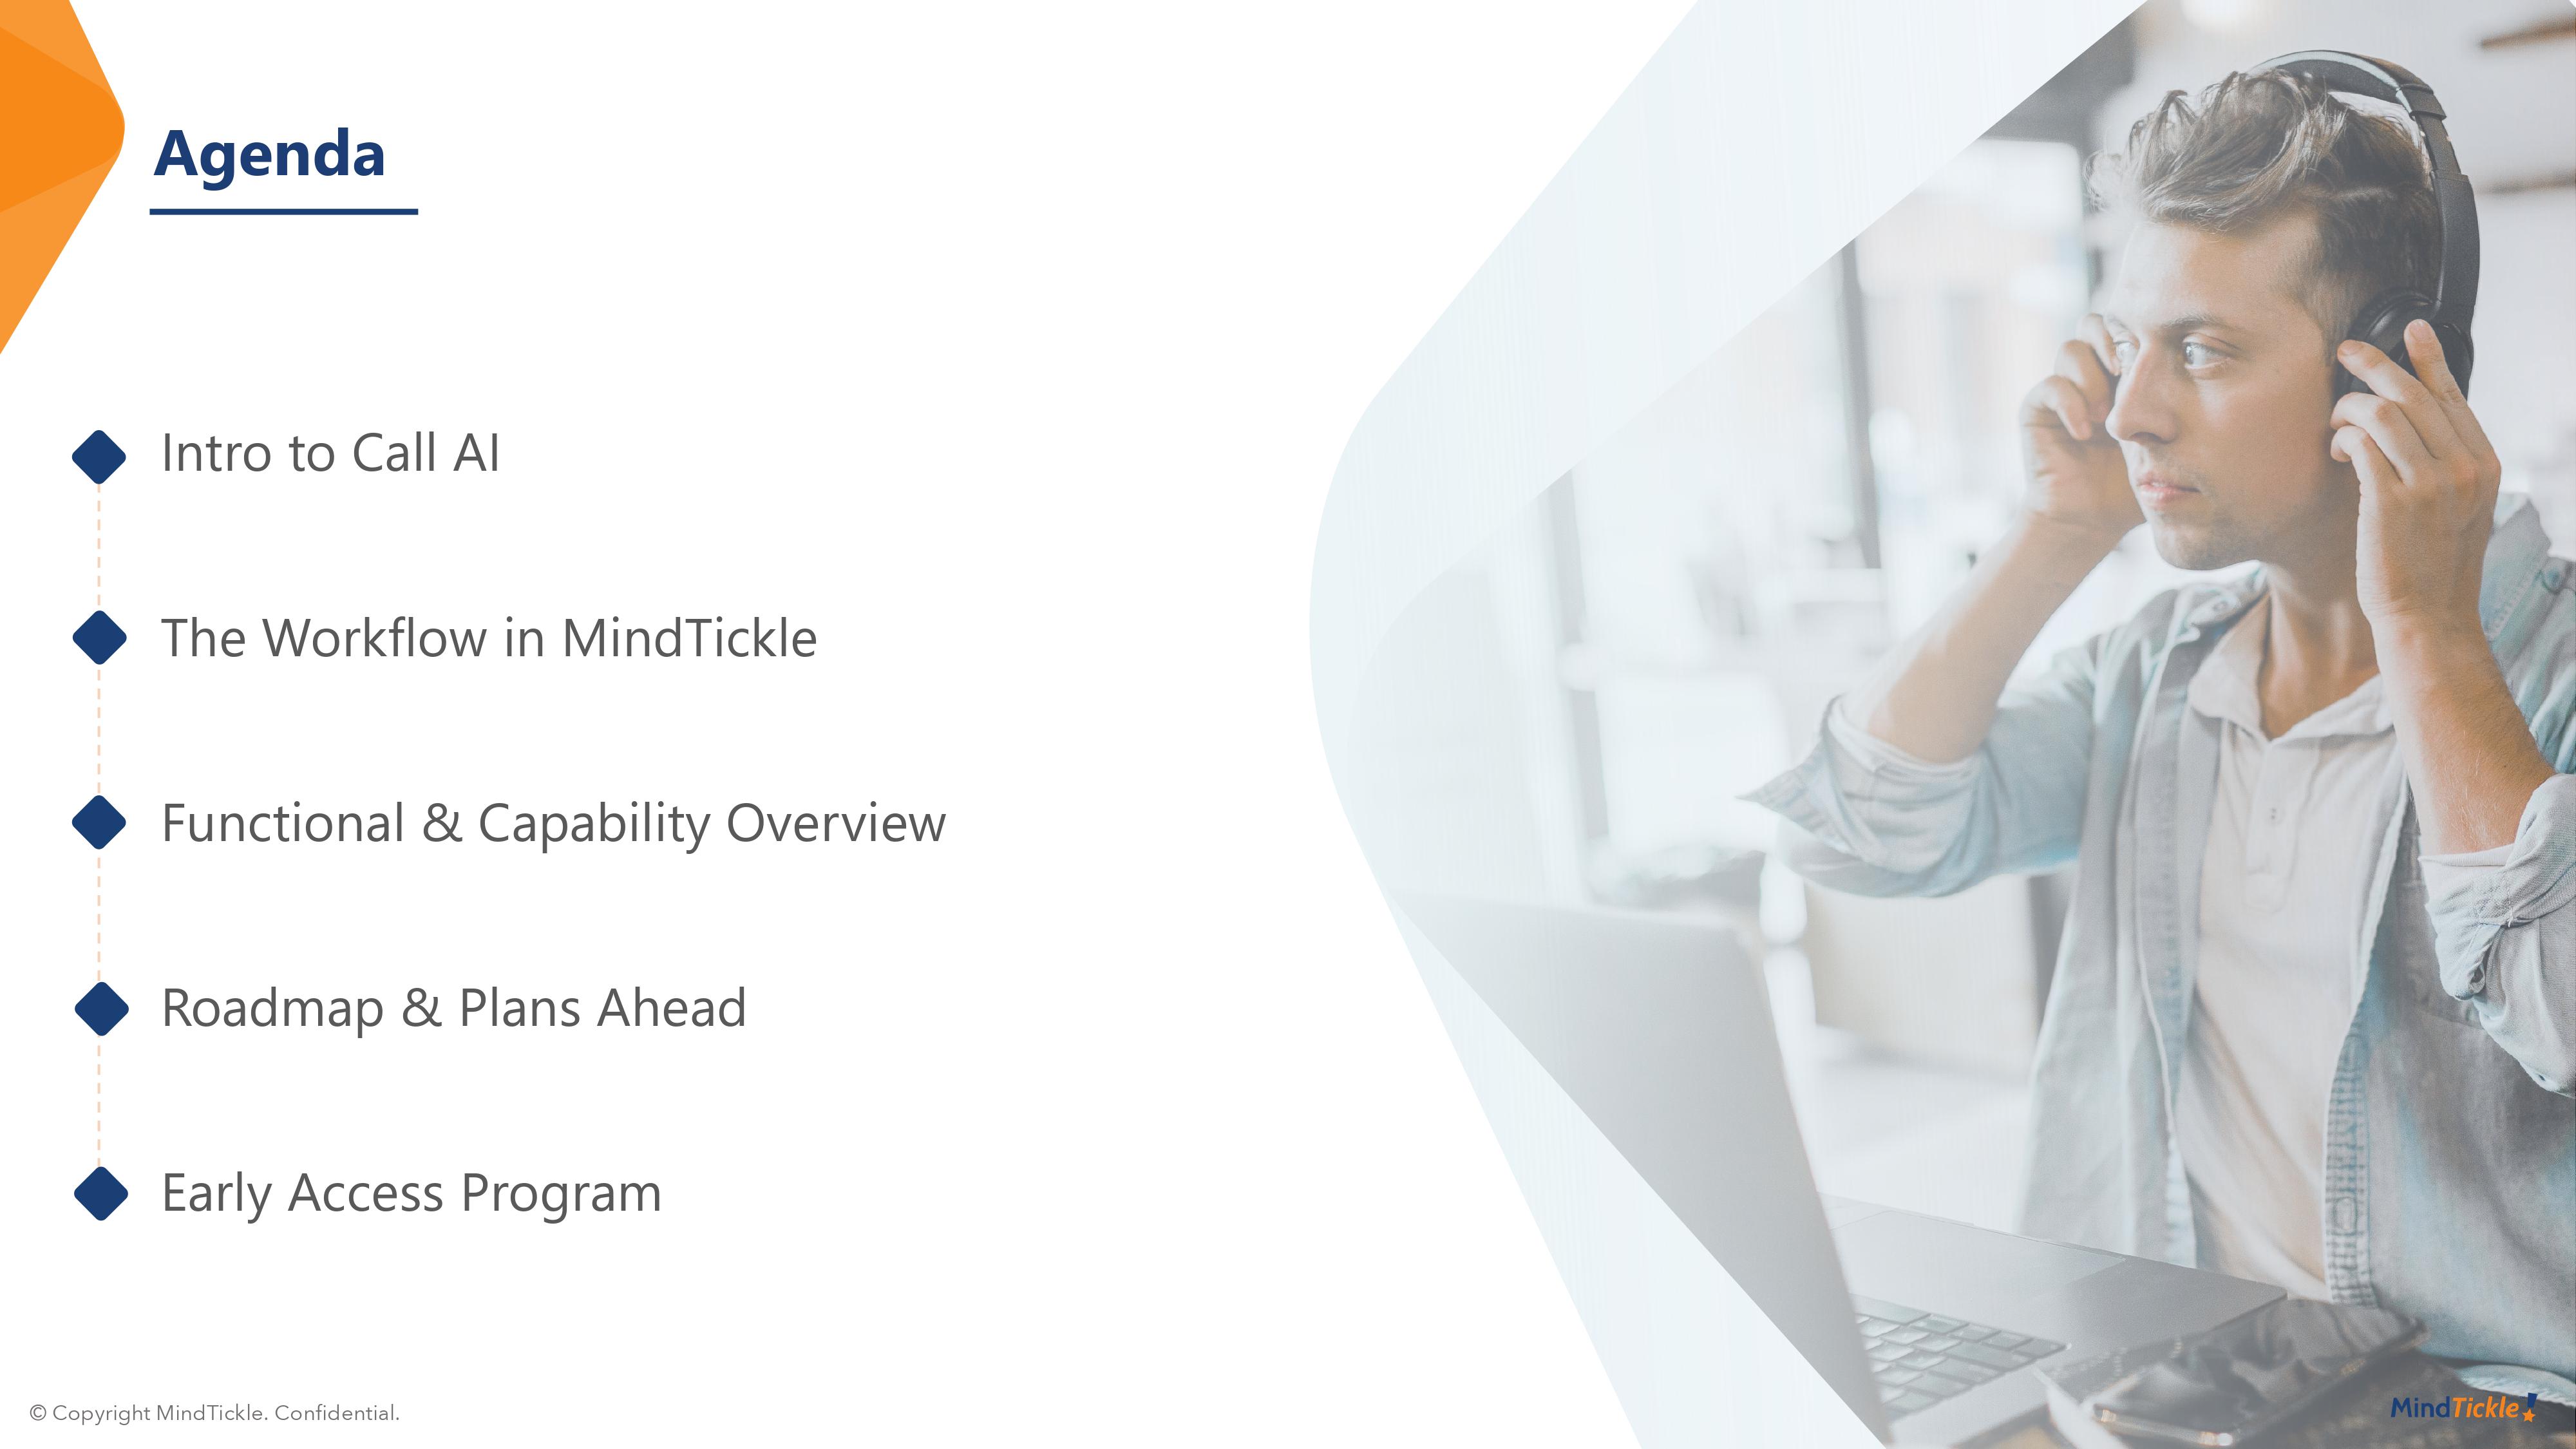 Agenda
Intro to Call AI
The Workflow in MindTickle
Functional & Capability Overview
Roadmap & Plans Ahead
Early Access Program
© Copyright MindTickle. Confidential.
MindTickle!